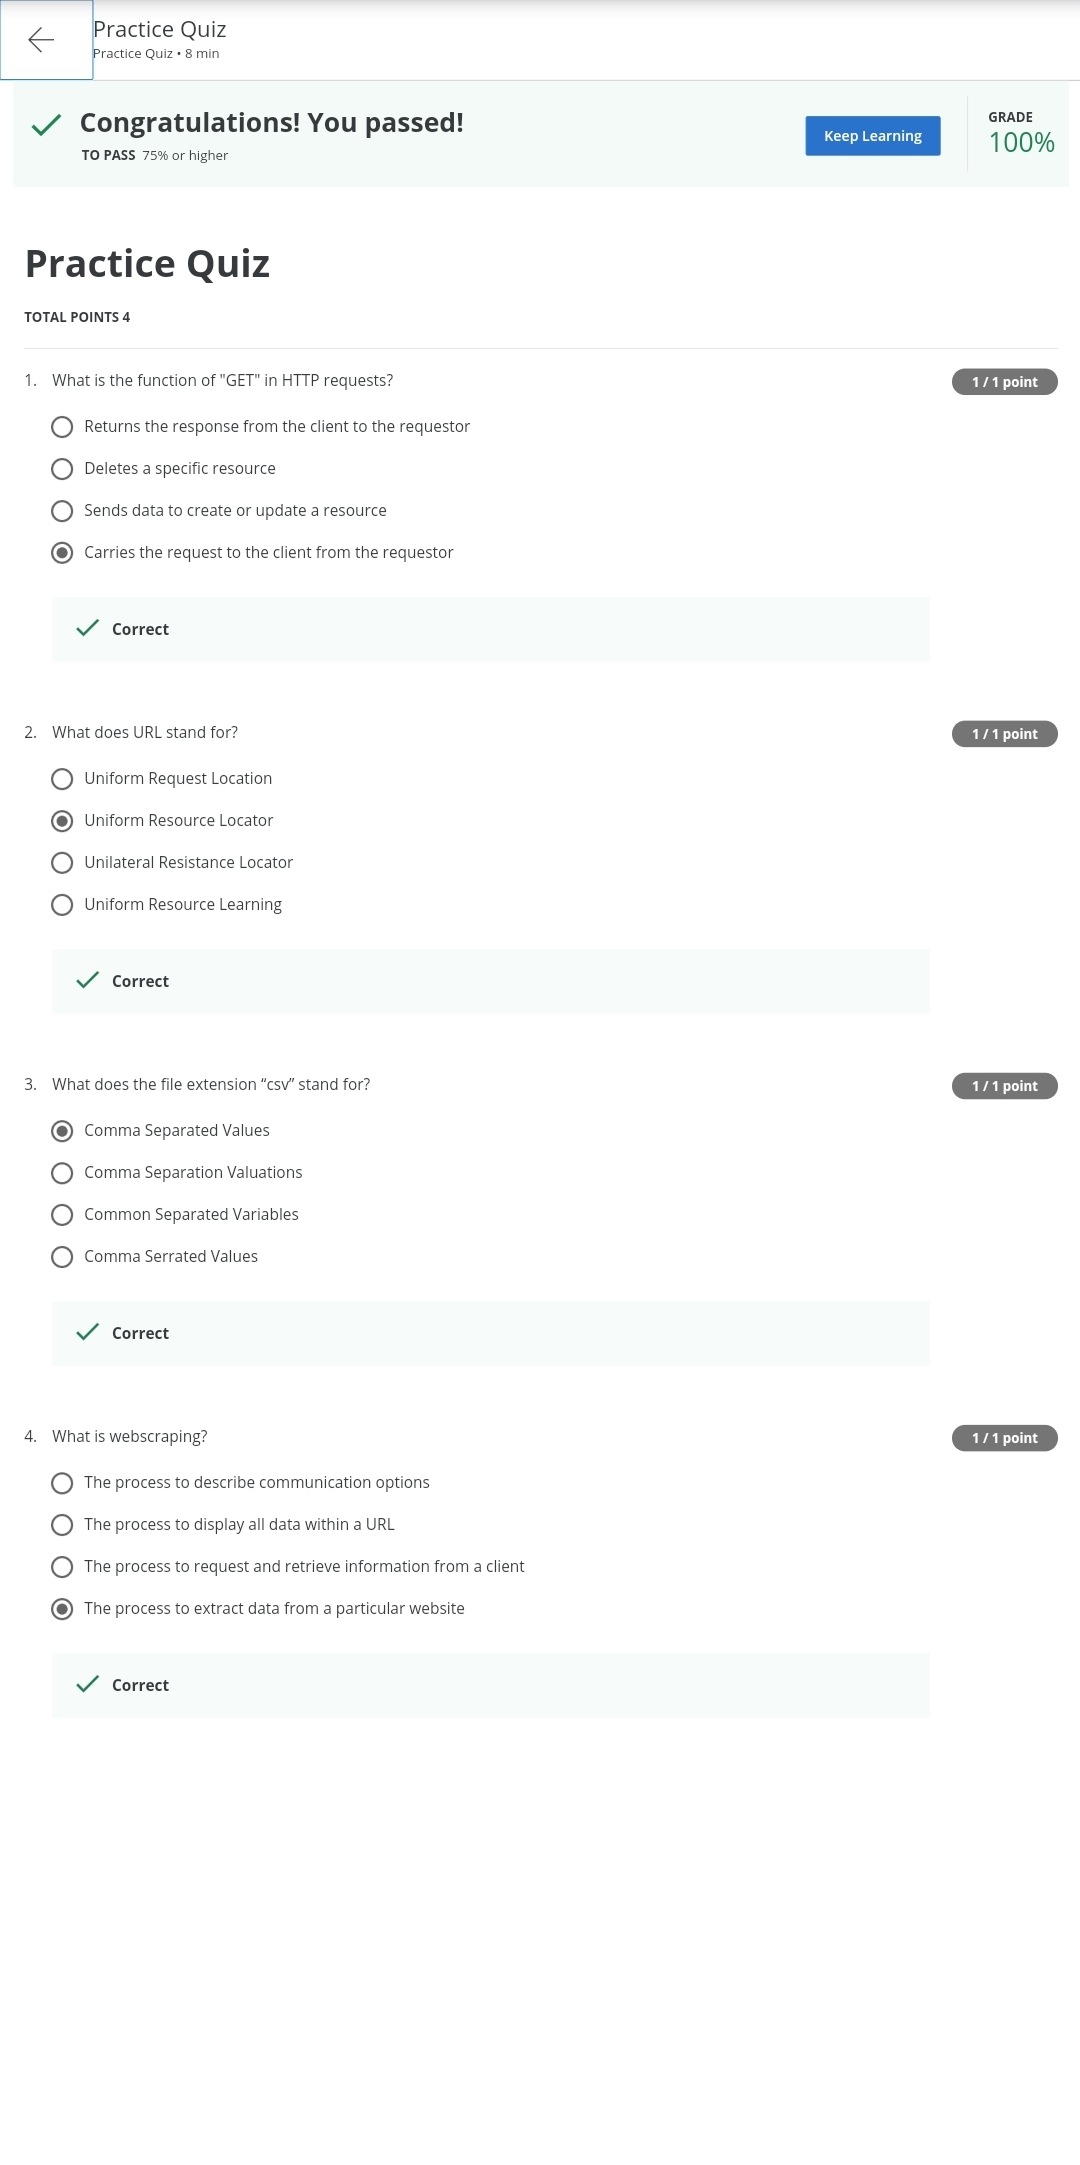 Practice Quiz
Practice Quiz • 8 min
Congratulations! You passed!
TO PASS 75% or higher
Keep Learning
GRADE
100%
Practice Quiz
TOTAL POINTS 4
1. What is the function of "GET" in HTTP requests?
1 / 1 point
Returns the response from the client to the requestor
Deletes a specific resource
Sends data to create or update a resource
Carries the request to the client from the requestor
Correct
2. What does URL stand for?
1 / 1 point
Uniform Request Location
Uniform Resource Locator
Unilateral Resistance Locator
Uniform Resource Learning
Correct
3. What does the file extension “csv” stand for?
1 / 1 point
Comma Separated Values
Comma Separation Valuations
Common Separated Variables
Comma Serrated Values
Correct
4. What is webscraping?
1 / 1 point
The process to describe communication options
The process to display all data within a URL
The process to request and retrieve information from a client
The process to extract data from a particular website
Correct